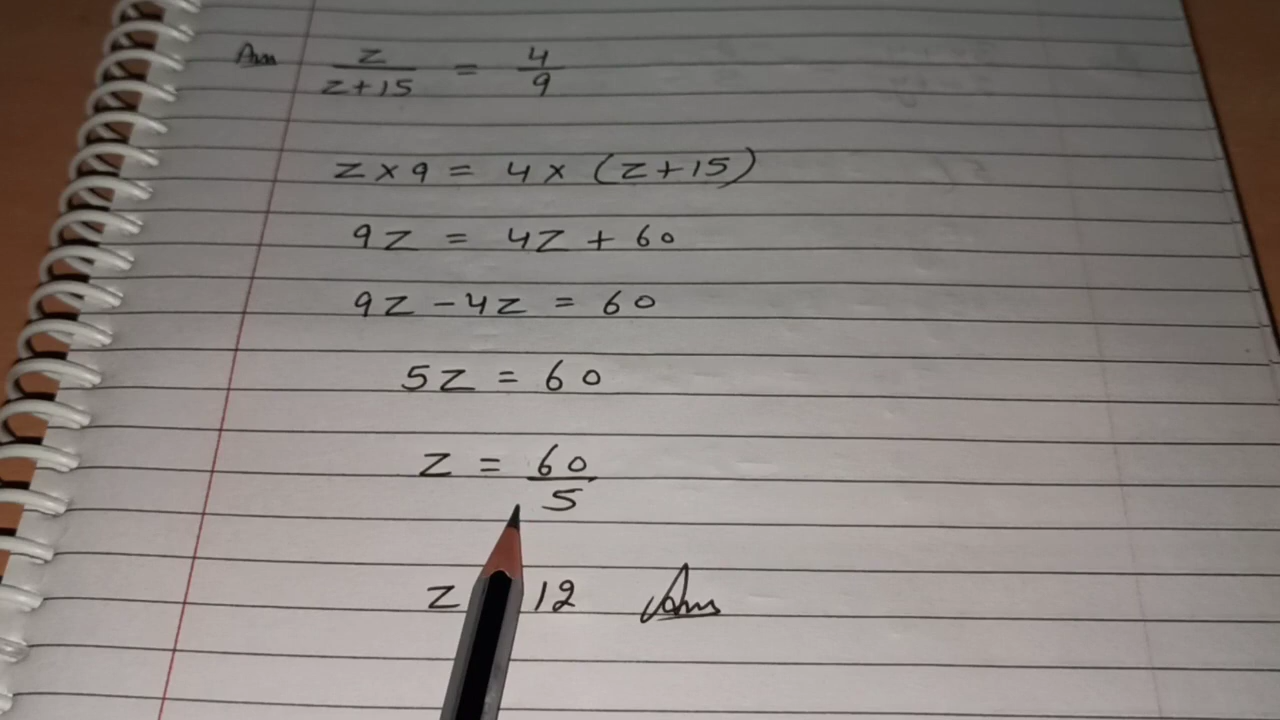 Ans z/(z+15) = 4/9
z × 9 = 4 × (z+15)
9z = 4z + 60
9z − 4z = 60
5z = 60
z = 60/5
z 12 Ans